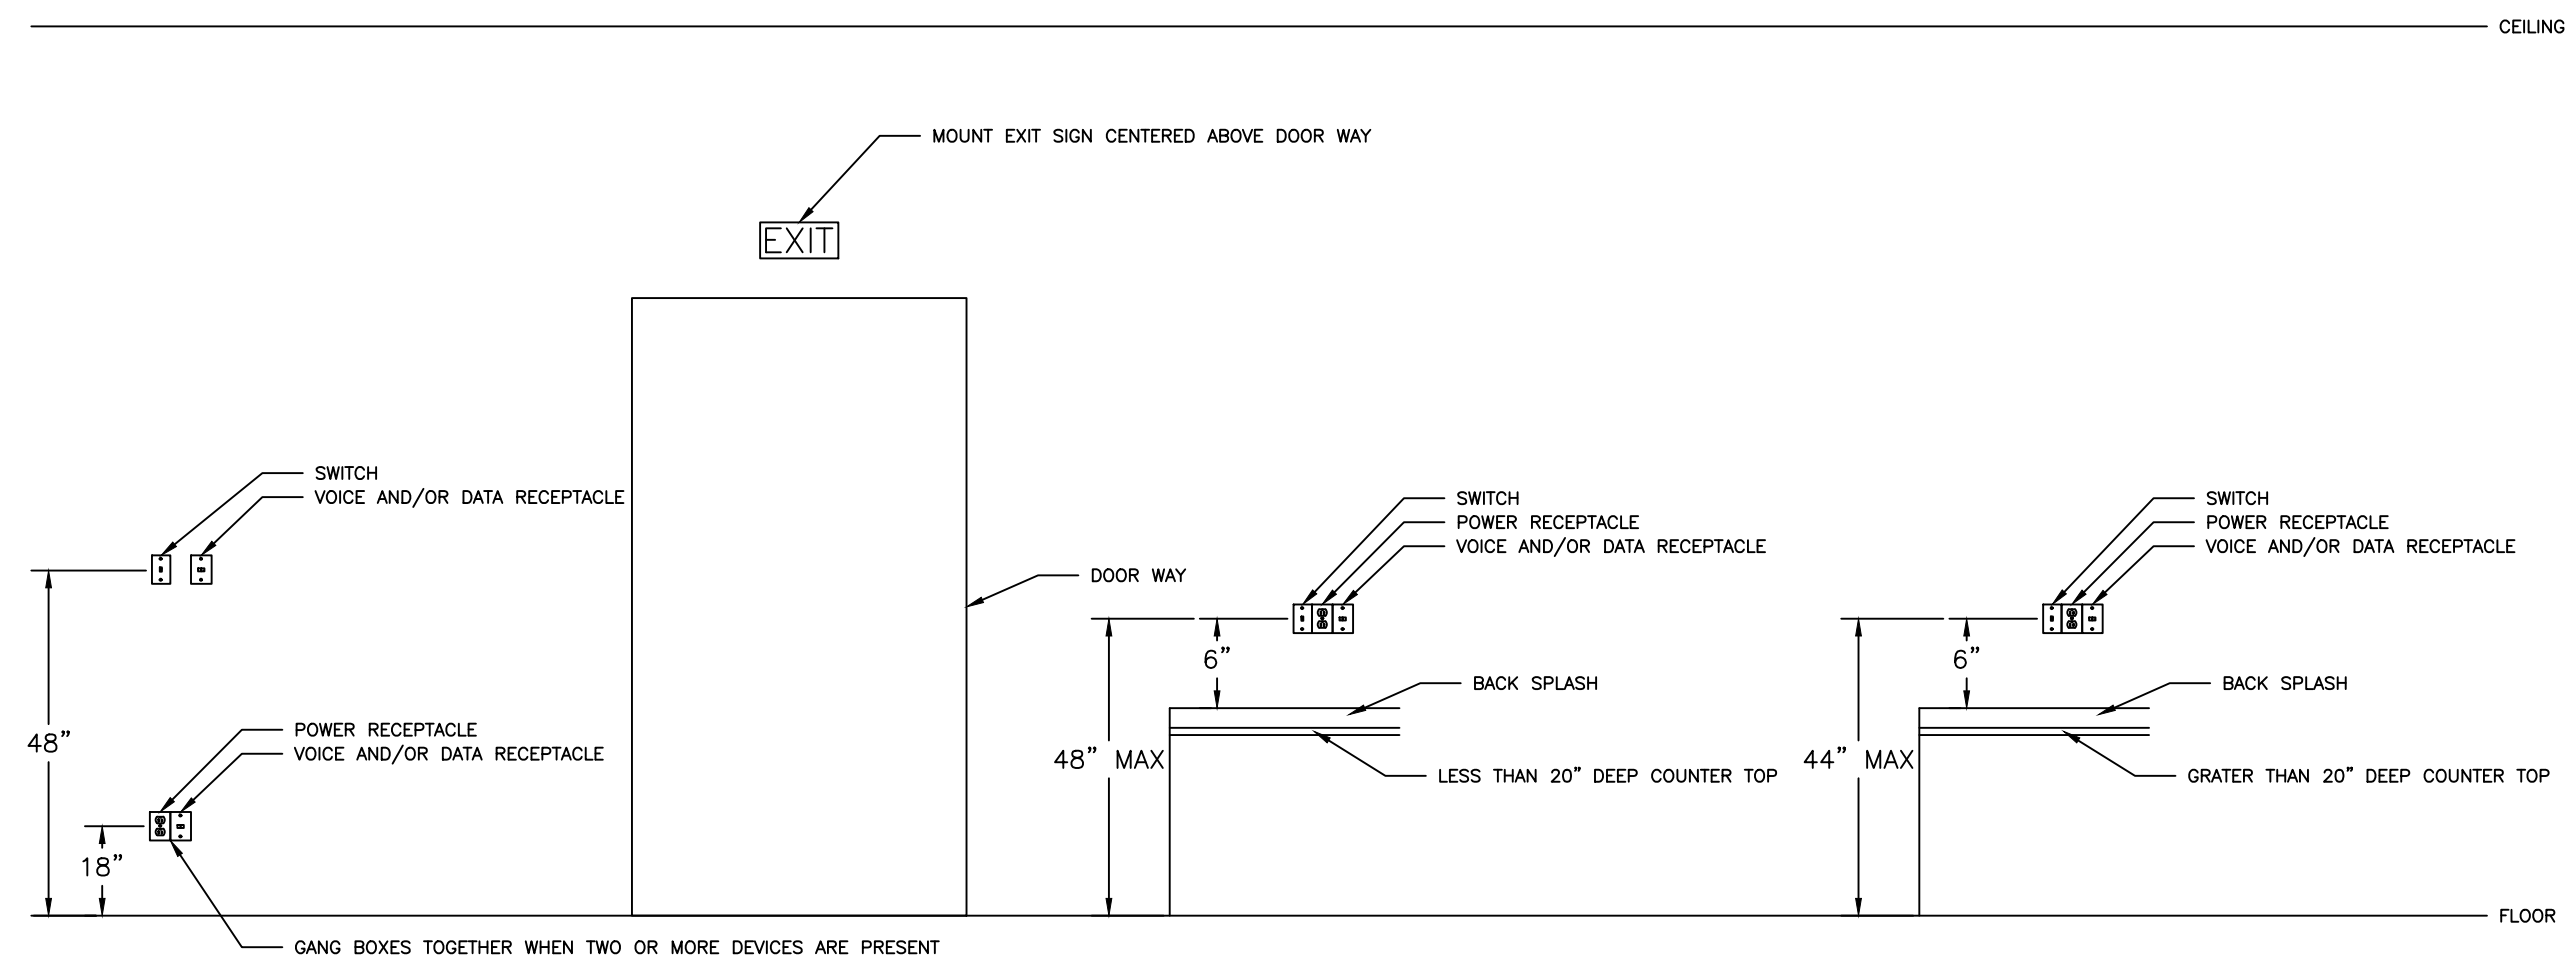 CEILING
MOUNT EXIT SIGN CENTERED ABOVE DOOR WAY
EXIT
SWITCH
VOICE AND/OR DATA RECEPTACLE
48”
POWER RECEPTACLE
VOICE AND/OR DATA RECEPTACLE
18”
GANG BOXES TOGETHER WHEN TWO OR MORE DEVICES ARE PRESENT
DOOR WAY
SWITCH
POWER RECEPTACLE
VOICE AND/OR DATA RECEPTACLE
6”
BACK SPLASH
48” MAX
LESS THAN 20” DEEP COUNTER TOP
SWITCH
POWER RECEPTACLE
VOICE AND/OR DATA RECEPTACLE
6”
BACK SPLASH
44” MAX
GRATER THAN 20” DEEP COUNTER TOP
FLOOR